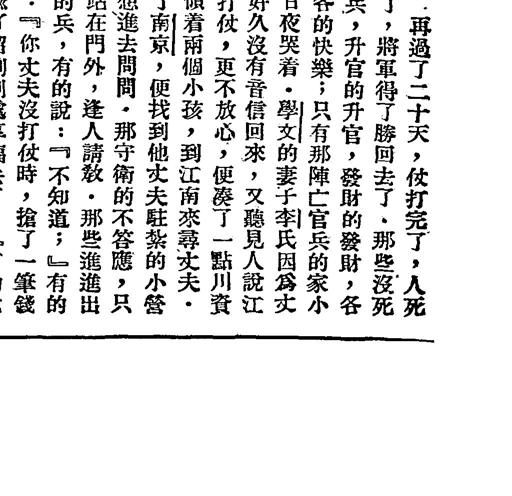 再過了二十天，仗打完了，人死
了，將軍得了勝回去了．那些沒死
兵，升官的升官，發財的發財，各
各的快樂；只有那陣亡官兵的家小
日夜哭着．學文的妻子李氏因爲丈
好久沒有音信回來，又聽見人說江
打仗，更不放心，便凑了一點川資
領着兩個小孩，到江南來尋丈夫．
了南京，便找到他丈夫駐紮的小營
想進去問問．那守衛的不答應，只
站在門外，逢人請敎．那些進進出
的兵，有的說：『不知道；』有的
：『你丈夫沒打仗時，搶了一筆錢